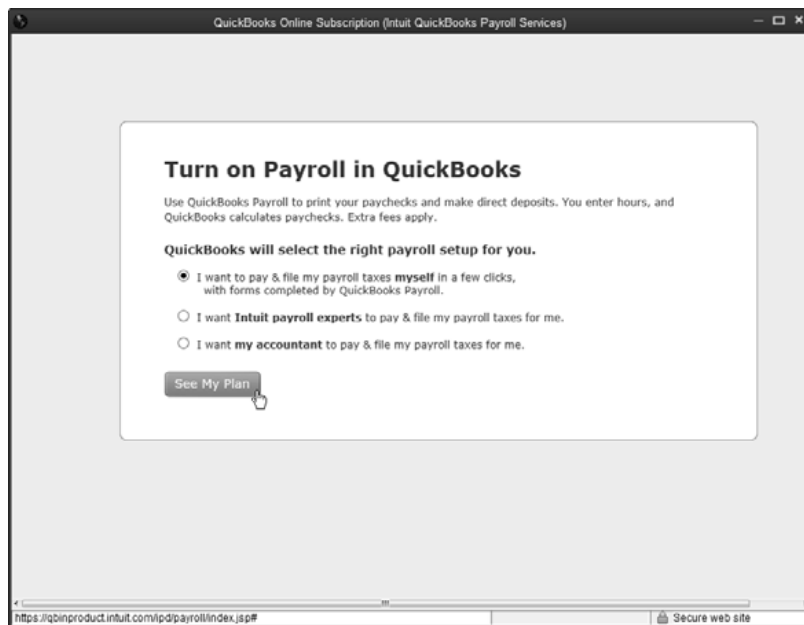 QuickBooks Online Subscription (Intuit QuickBooks Payroll Services)
Turn on Payroll in QuickBooks
Use QuickBooks Payroll to print your paychecks and make direct deposits. You enter hours, and
QuickBooks calculates paychecks. Extra fees apply.
QuickBooks will select the right payroll setup for you.
I want to pay & file my payroll taxes myself in a few clicks,
with forms completed by QuickBooks Payroll.
I want Intuit payroll experts to pay & file my payroll taxes for me.
I want my accountant to pay & file my payroll taxes for me.
See My Plan
https://qbinproduct.intuit.com/ipd/payroll/index.jsp#
Secure web site